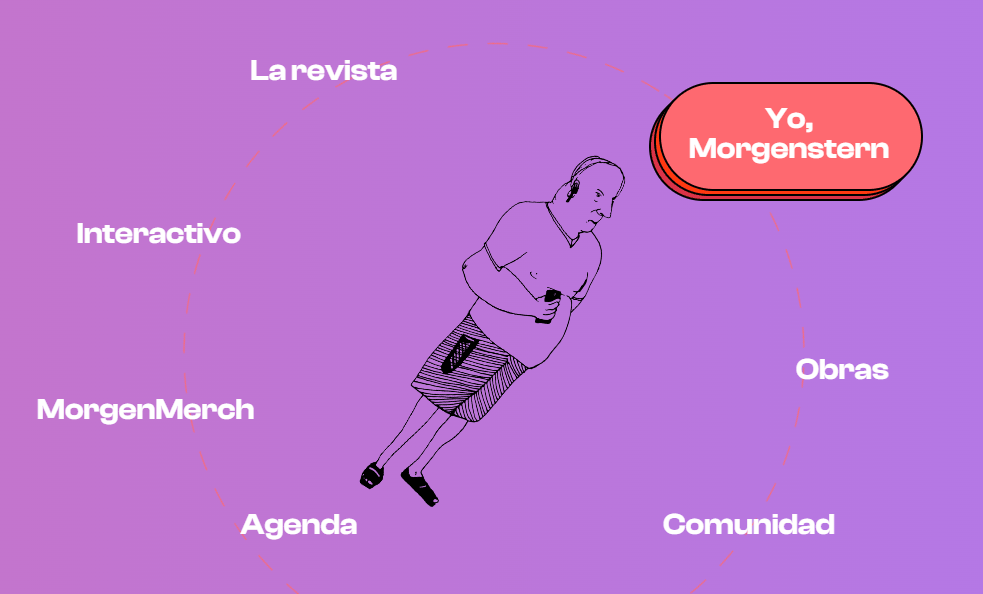 La revista
Yo,
Morgenstern
Interactivo
Obras
MorgenMerch
Agenda
Comunidad